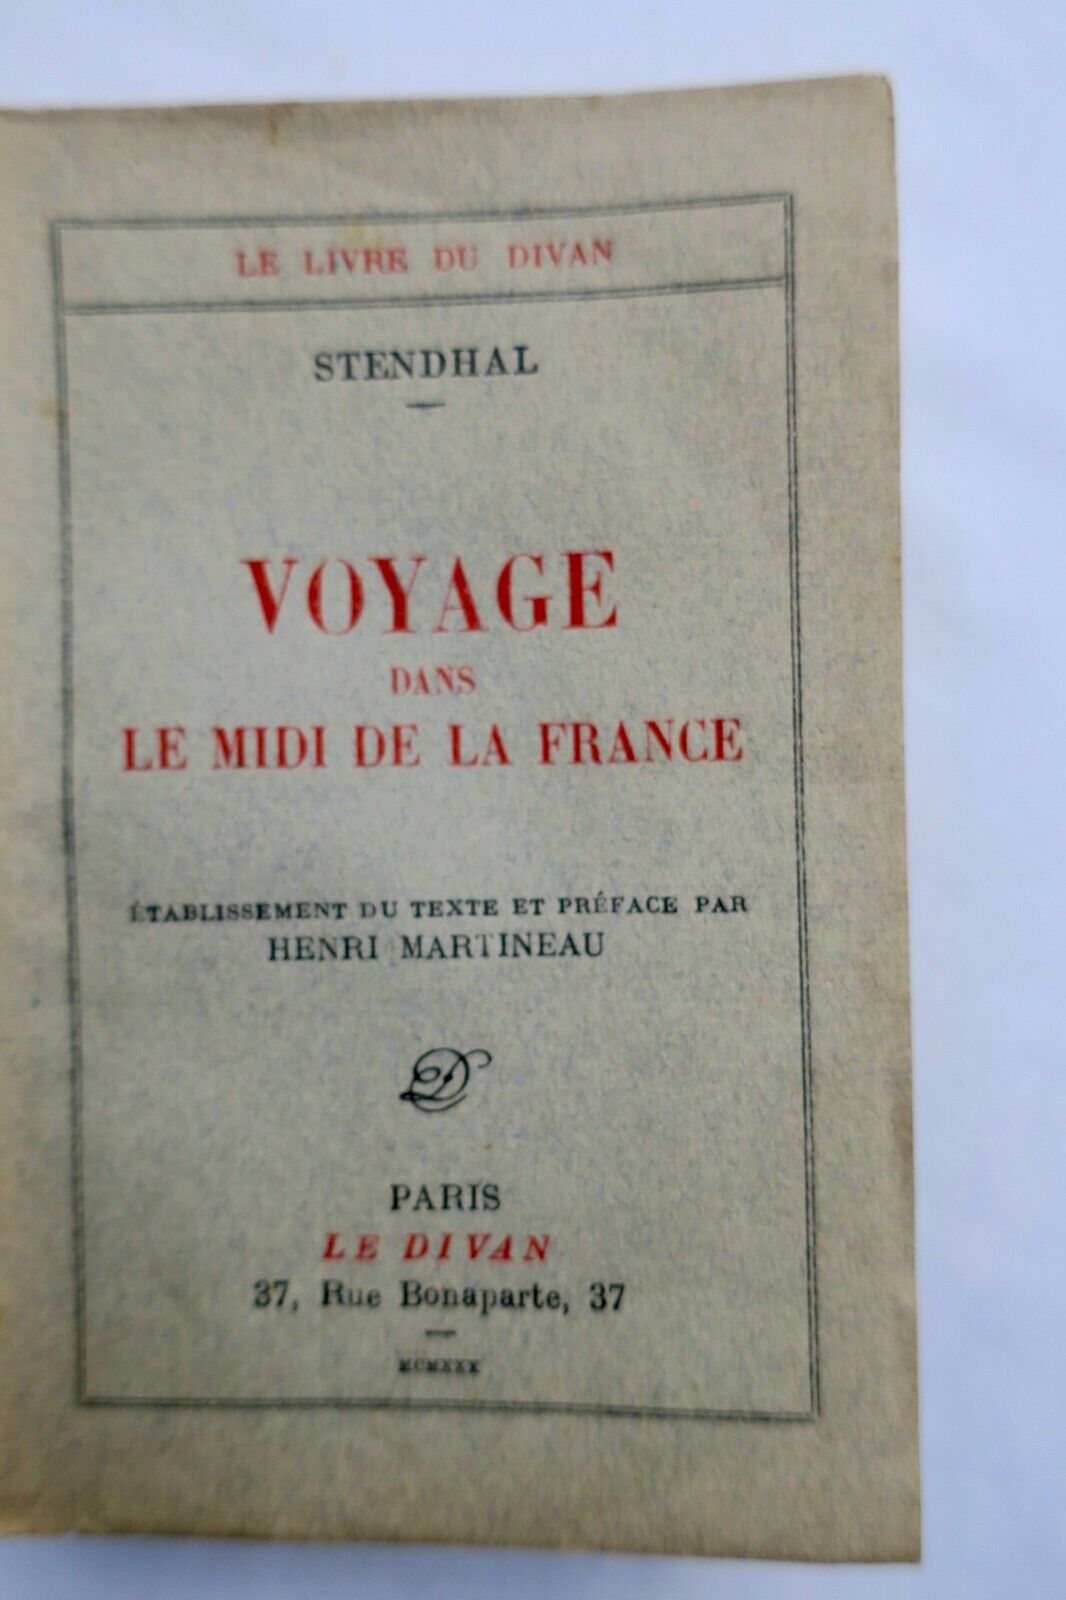 LE LIVRE DU DIVAN
STENDHAL
VOYAGE
DANS
LE MIDI DE LA FRANCE
ÉTABLISSEMENT DU TEXTE ET PRÉFACE PAR
HENRI MARTINEAU
D
PARIS
LE DIVAN
37, Rue Bonaparte, 37
MCMXXX